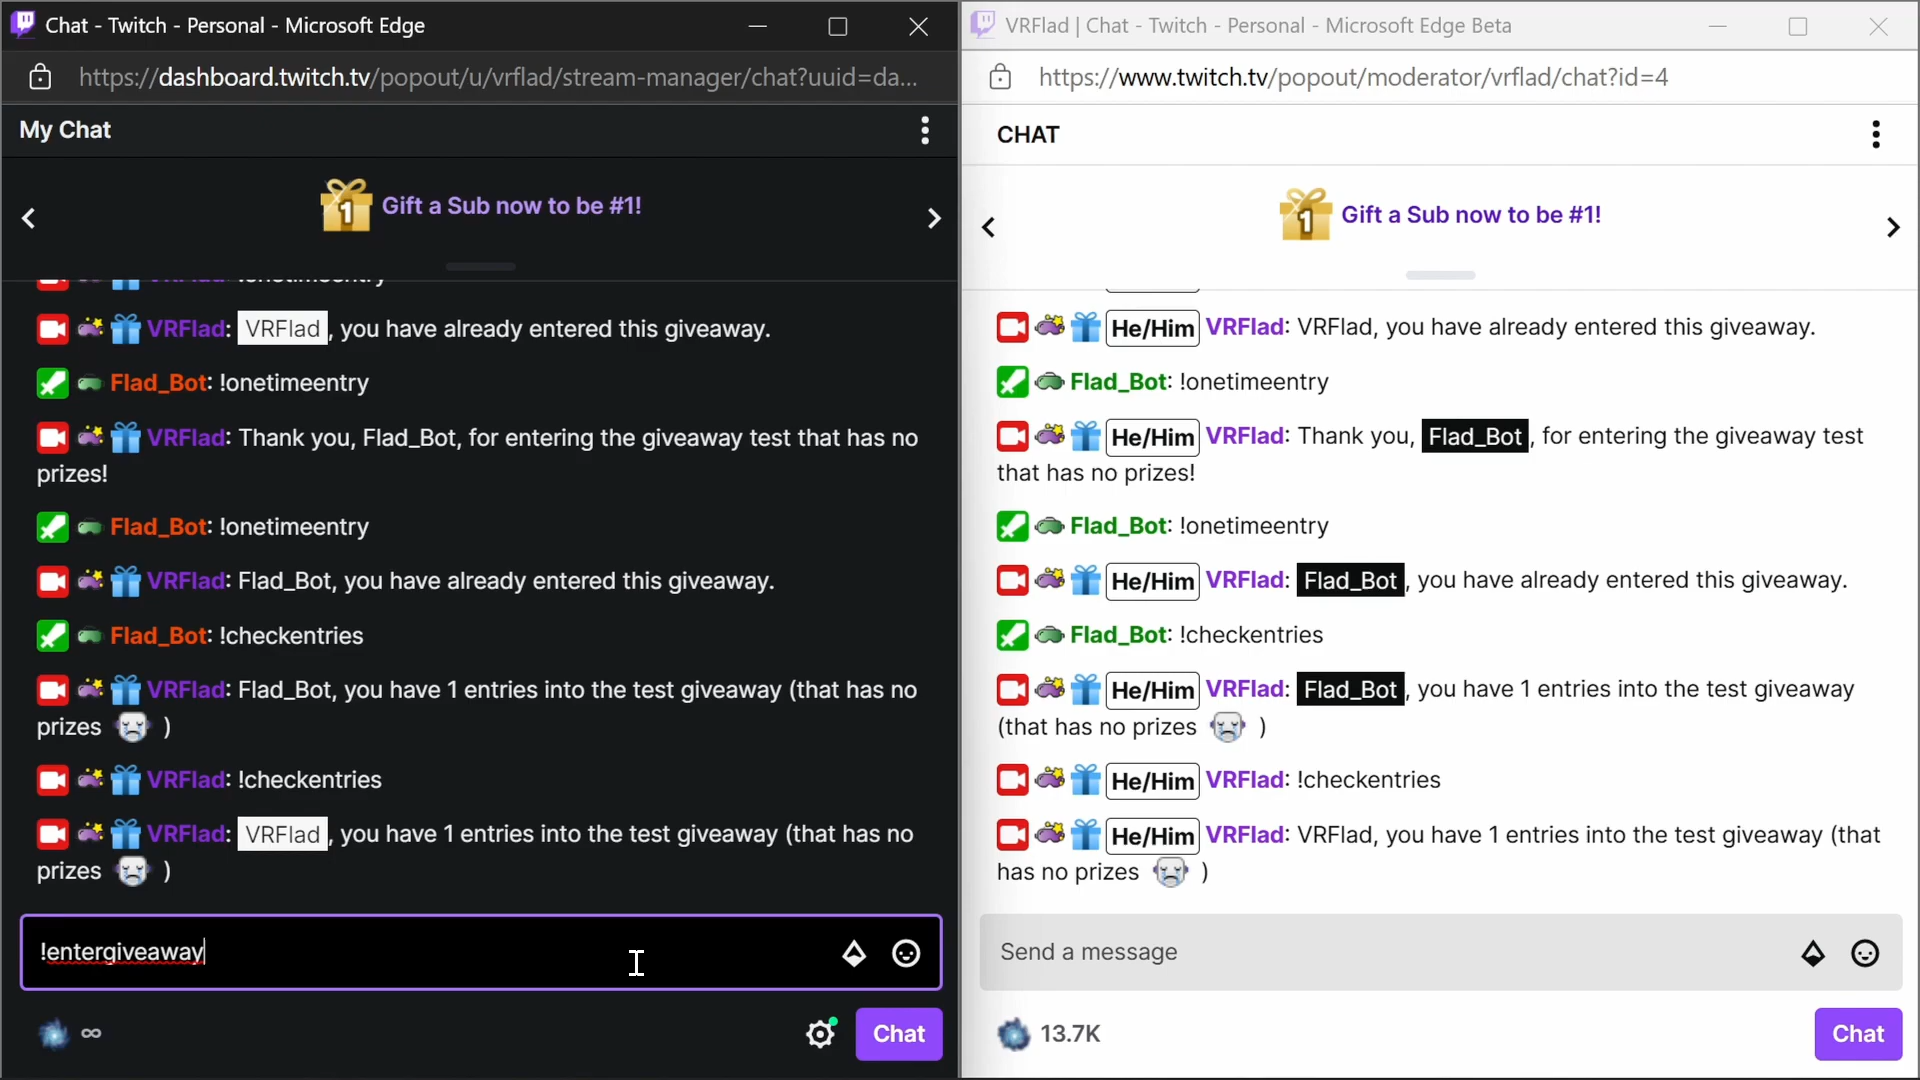 Chat - Twitch - Personal - Microsoft Edge
https://dashboard.twitch.tv/popout/u/vrflad/stream-manager/chat?uuid=da...
My Chat
1 Gift a Sub now to be #1!
VRFlad: !onetimeentry
VRFlad: VRFlad, you have already entered this giveaway.
Flad_Bot: !onetimeentry
VRFlad: Thank you, Flad_Bot, for entering the giveaway test that has no
prizes!
Flad_Bot: !onetimeentry
VRFlad: Flad_Bot, you have already entered this giveaway.
Flad_Bot: !checkentries
VRFlad: Flad_Bot, you have 1 entries into the test giveaway (that has no
prizes )
VRFlad: !checkentries
VRFlad: VRFlad, you have 1 entries into the test giveaway (that has no
prizes )
!entergiveaway
∞ Chat
VRFlad | Chat - Twitch - Personal - Microsoft Edge Beta
https://www.twitch.tv/popout/moderator/vrflad/chat?id=4
CHAT
1 Gift a Sub now to be #1!
He/Him VRFlad: VRFlad, you have already entered this giveaway.
Flad_Bot: !onetimeentry
He/Him VRFlad: Thank you, Flad_Bot, for entering the giveaway test
that has no prizes!
Flad_Bot: !onetimeentry
He/Him VRFlad: Flad_Bot, you have already entered this giveaway.
Flad_Bot: !checkentries
He/Him VRFlad: Flad_Bot, you have 1 entries into the test giveaway
(that has no prizes )
He/Him VRFlad: !checkentries
He/Him VRFlad: VRFlad, you have 1 entries into the test giveaway (that
has no prizes )
Send a message
13.7K Chat